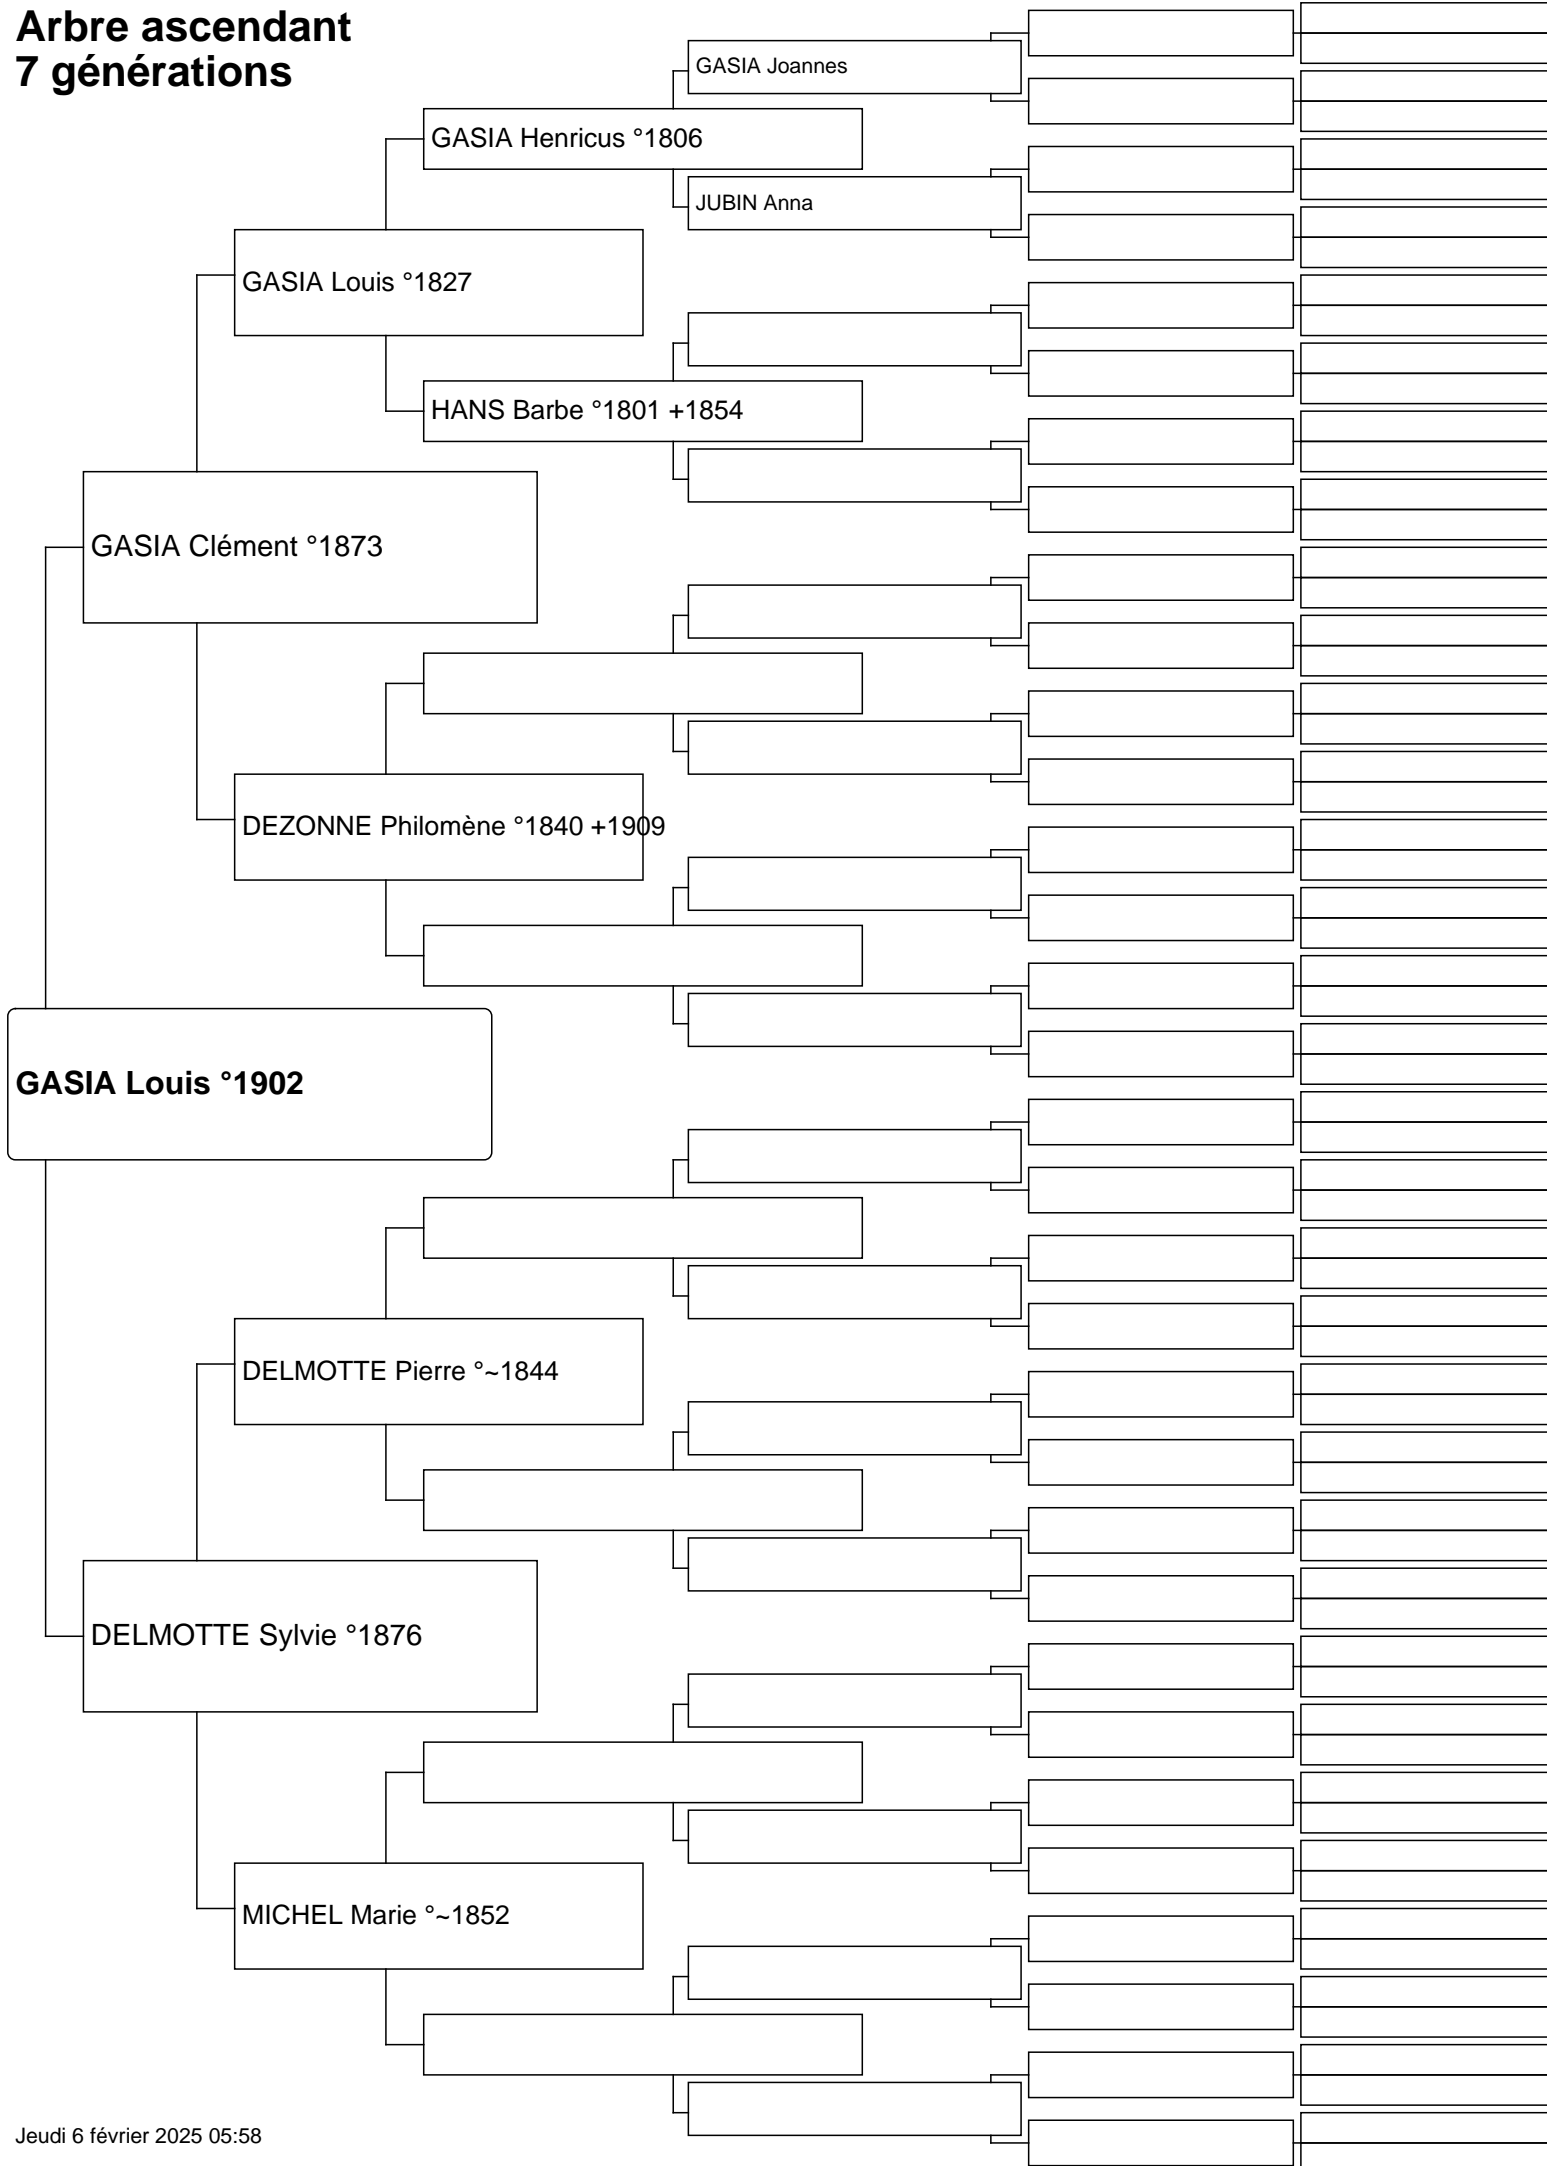 Arbre ascendant
7 générations
GASIA Joannes
GASIA Henricus °1806
JUBIN Anna
GASIA Louis °1827
HANS Barbe °1801 +1854
GASIA Clément °1873
DEZONNE Philomène °1840 +1909
GASIA Louis °1902
DELMOTTE Pierre °~1844
DELMOTTE Sylvie °1876
MICHEL Marie °~1852
Jeudi 6 février 2025 05:58